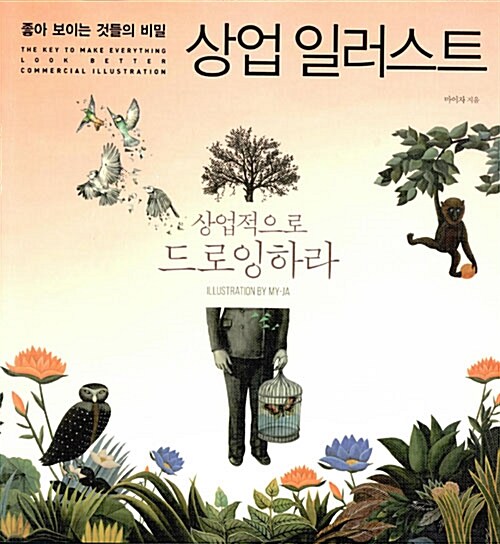 좋아 보이는 것들의 비밀
THE KEY TO MAKE EVERYTHING
LOOK BETTER
COMMERCIAL ILLUSTRATION
상업 일러스트
마이자 지음
상업적으로
드로잉하라
ILLUSTRATION BY MY-JA